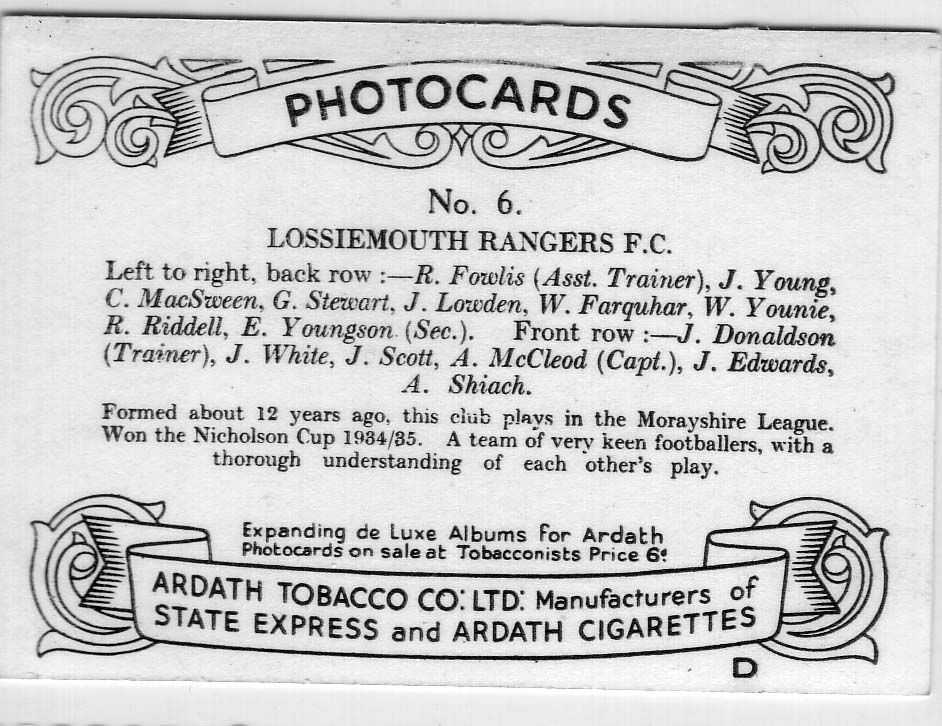 PHOTOCARDS
No. 6.
LOSSIEMOUTH RANGERS F.C.
Left to right, back row :—R. Fowlis (Asst. Trainer), J. Young,
C. MacSween, G. Stewart, J. Lowden, W. Farquhar, W. Younie,
R. Riddell, E. Youngson (Sec.). Front row :—J. Donaldson
(Trainer), J. White, J. Scott, A. McCleod (Capt.), J. Edwards,
A. Shiach.
Formed about 12 years ago, this club plays in the Morayshire League.
Won the Nicholson Cup 1934/35. A team of very keen footballers, with a
thorough understanding of each other's play.
Expanding de Luxe Albums for Ardath
Photocards on sale at Tobacconists Price 6d
ARDATH TOBACCO CO: LTD: Manufacturers of
STATE EXPRESS and ARDATH CIGARETTES
D